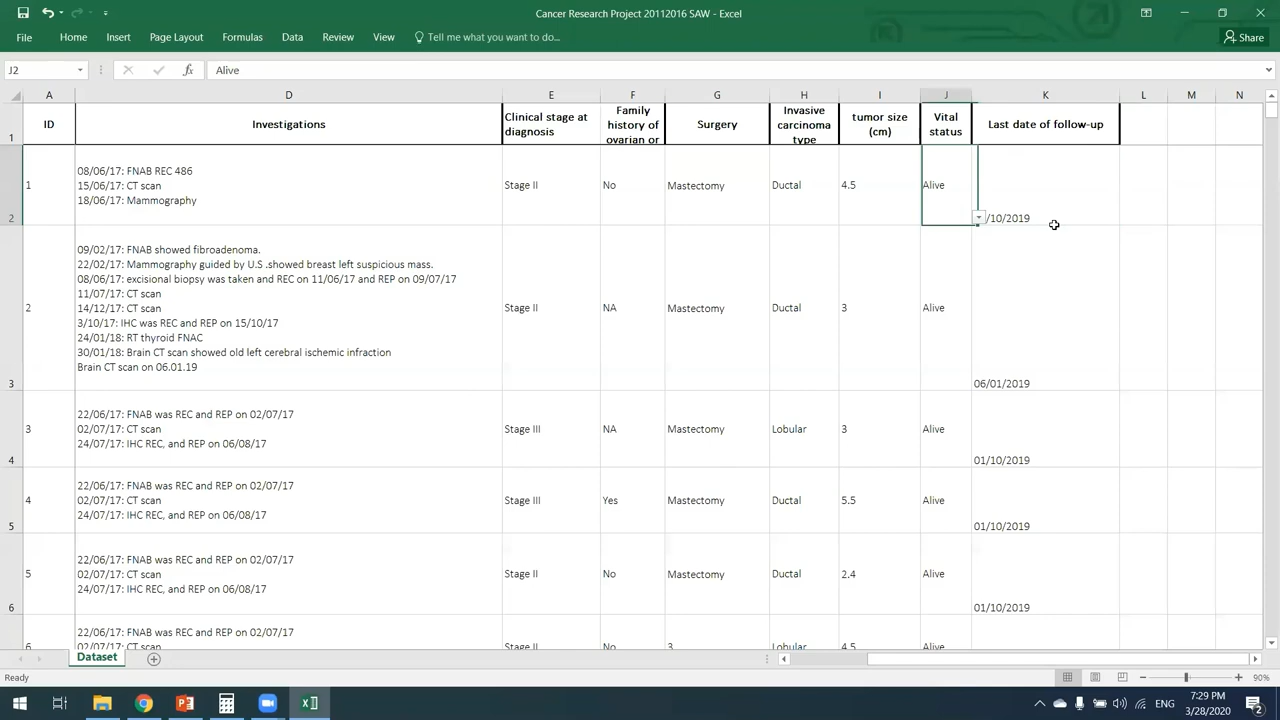 Cancer Research Project 20112016 SAW - Excel
File Home Insert Page Layout Formulas Data Review View Tell me what you want to do... Share
J2 fx Alive
A D E F G H I J K L M N
1 ID Investigations Clinical stage at diagnosis Family history of ovarian or Surgery Invasive carcinoma type tumor size (cm) Vital status Last date of follow-up
2 1
08/06/17: FNAB REC 486
15/06/17: CT scan
18/06/17: Mammography
Stage II No Mastectomy Ductal 4.5 Alive /10/2019
3 2
09/02/17: FNAB showed fibroadenoma.
22/02/17: Mammography guided by U.S .showed breast left suspicious mass.
08/06/17: excisional biopsy was taken and REC on 11/06/17 and REP on 09/07/17
11/07/17: CT scan
14/12/17: CT scan
3/10/17: IHC was REC and REP on 15/10/17
24/01/18: RT thyroid FNAC
30/01/18: Brain CT scan showed old left cerebral ischemic infraction
Brain CT scan on 06.01.19
Stage II NA Mastectomy Ductal 3 Alive 06/01/2019
4 3
22/06/17: FNAB was REC and REP on 02/07/17
02/07/17: CT scan
24/07/17: IHC REC, and REP on 06/08/17
Stage III NA Mastectomy Lobular 3 Alive 01/10/2019
5 4
22/06/17: FNAB was REC and REP on 02/07/17
02/07/17: CT scan
24/07/17: IHC REC, and REP on 06/08/17
Stage III Yes Mastectomy Ductal 5.5 Alive 01/10/2019
6 5
22/06/17: FNAB was REC and REP on 02/07/17
02/07/17: CT scan
24/07/17: IHC REC, and REP on 06/08/17
Stage II No Mastectomy Ductal 2.4 Alive 01/10/2019
6
22/06/17: FNAB was REC and REP on 02/07/17
02/07/17: CT scan
Stage II No 3 Lobular 4.5 Alive
Dataset
Ready 90%
ENG 7:29 PM
3/28/2020 2